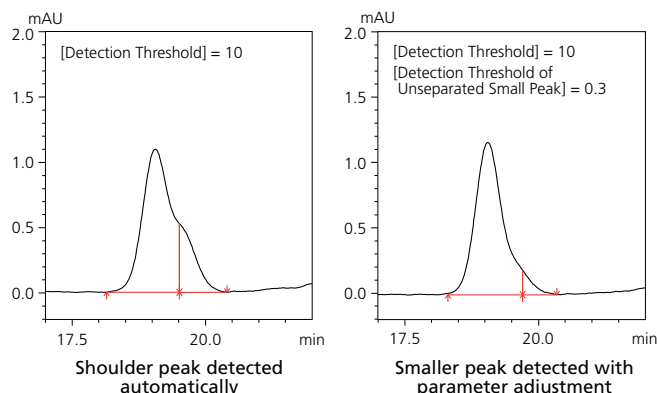 mAU
2.0
[Detection Threshold] = 10
1.5
1.0
0.5
0.0
17.5
20.0
min
Shoulder peak detected
automatically
mAU
2.0
[Detection Threshold] = 10
[Detection Threshold of
Unseparated Small Peak] = 0.3
1.5
1.0
0.5
0.0
17.5
20.0
min
Smaller peak detected with
parameter adjustment